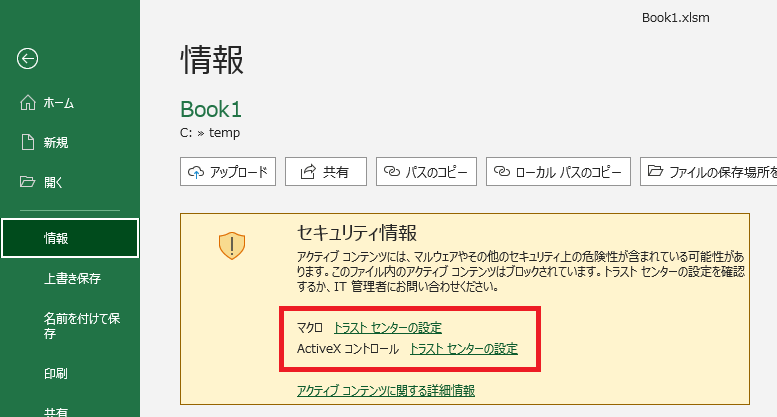 Book1.xlsm
情報
Book1
C: » temp
ホーム
新規
開く
情報
上書き保存
名前を付けて保
存
印刷
共有
アップロード
共有
パスのコピー
ローカル パスのコピー
ファイルの保存場所を
セキュリティ情報
アクティブ コンテンツには、マルウェアやその他のセキュリティ上の危険性が含まれている可能性があ
ります。このファイル内のアクティブ コンテンツはブロックされています。トラスト センターの設定を確認
するか、IT 管理者にお問い合わせください。
マクロ トラスト センターの設定
ActiveX コントロール トラスト センターの設定
アクティブ コンテンツに関する詳細情報